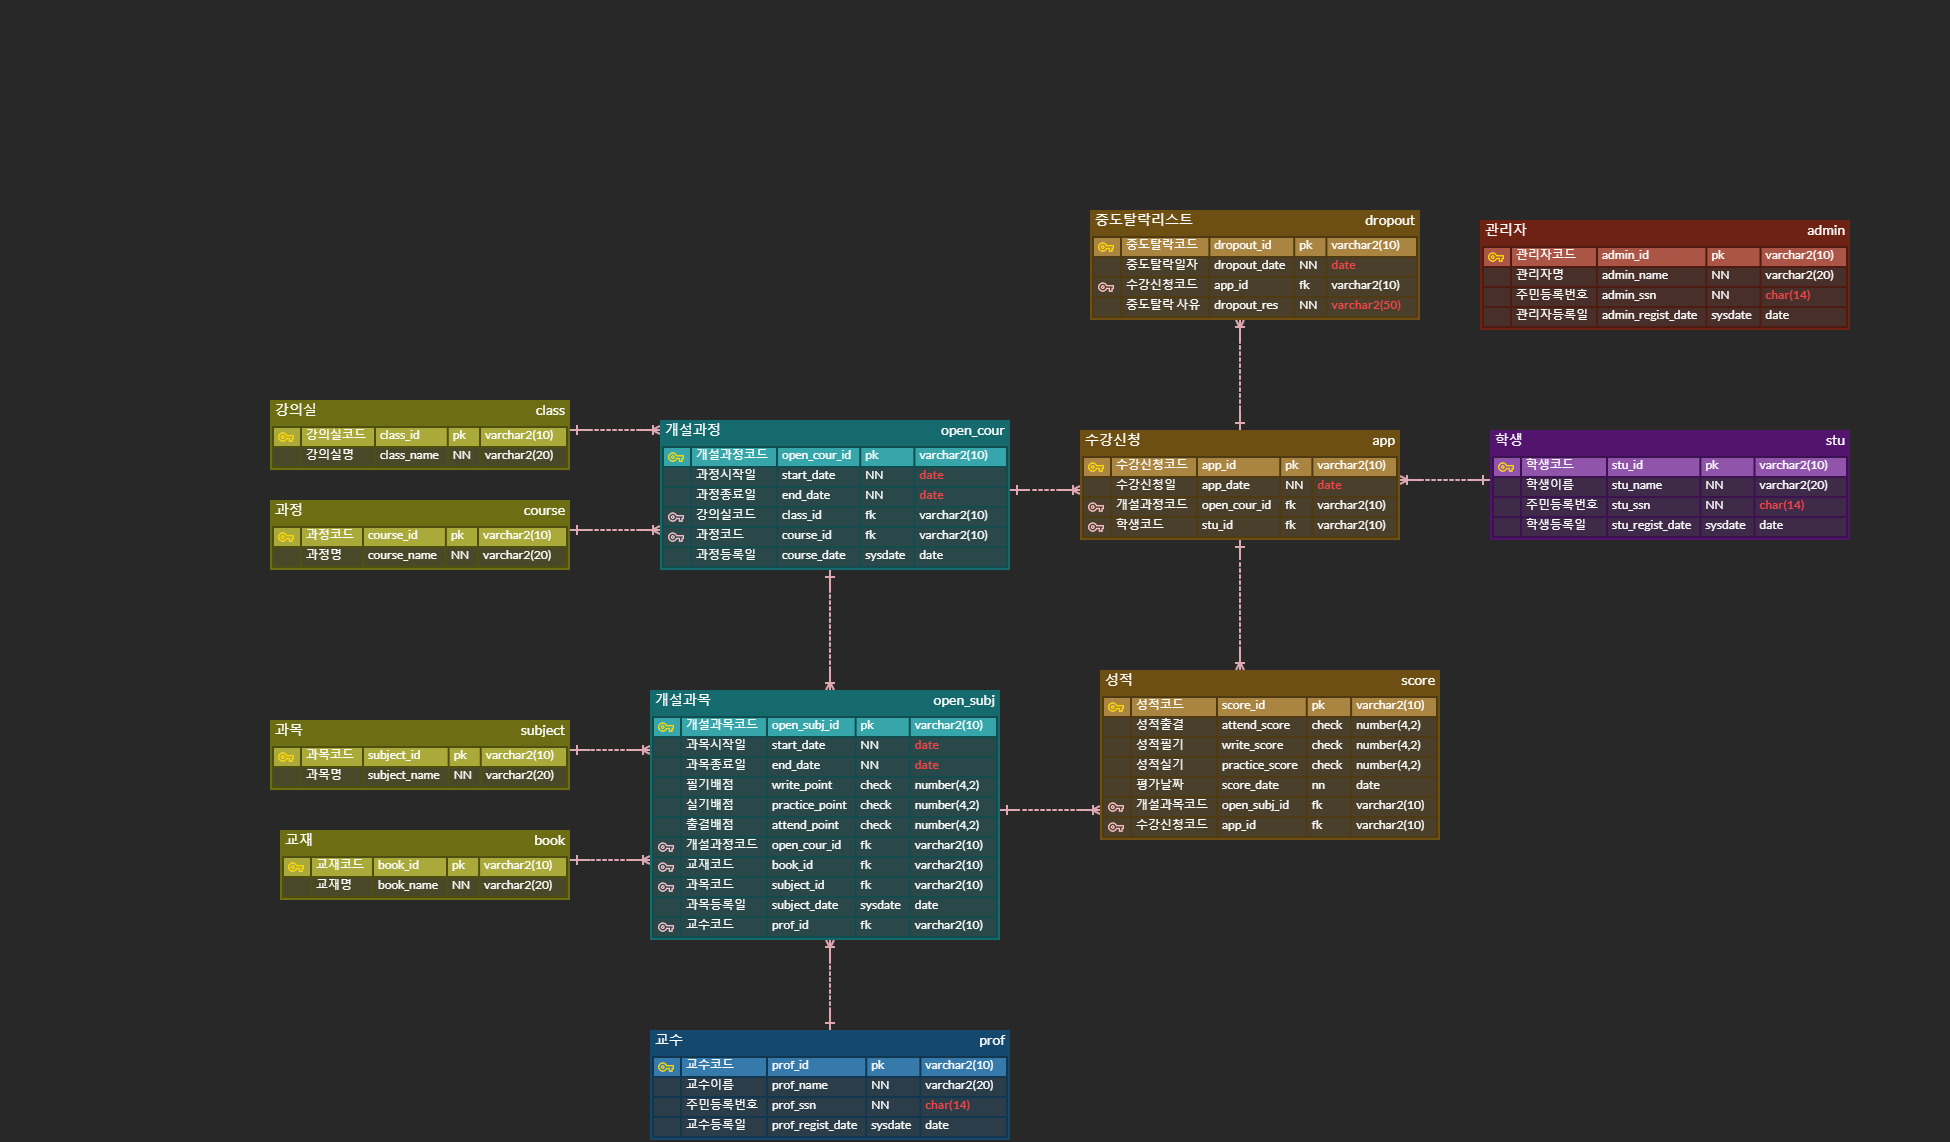 중도탈락리스트 dropout
중도탈락코드 dropout_id pk varchar2(10)
중도탈락일자 dropout_date NN date
수강신청코드 app_id fk varchar2(10)
중도탈락 사유 dropout_res NN varchar2(50)
관리자 admin
관리자코드 admin_id pk varchar2(10)
관리자명 admin_name NN varchar2(20)
주민등록번호 admin_ssn NN char(14)
관리자등록일 admin_regist_date sysdate date
강의실 class
강의실코드 class_id pk varchar2(10)
강의실명 class_name NN varchar2(20)
과정 course
과정코드 course_id pk varchar2(10)
과정명 course_name NN varchar2(20)
개설과정 open_cour
개설과정코드 open_cour_id pk varchar2(10)
과정시작일 start_date NN date
과정종료일 end_date NN date
강의실코드 class_id fk varchar2(10)
과정코드 course_id fk varchar2(10)
과정등록일 course_date sysdate date
수강신청 app
수강신청코드 app_id pk varchar2(10)
수강신청일 app_date NN date
개설과정코드 open_cour_id fk varchar2(10)
학생코드 stu_id fk varchar2(10)
학생 stu
학생코드 stu_id pk varchar2(10)
학생이름 stu_name NN varchar2(20)
주민등록번호 stu_ssn NN char(14)
학생등록일 stu_regist_date sysdate date
과목 subject
과목코드 subject_id pk varchar2(10)
과목명 subject_name NN varchar2(20)
교재 book
교재코드 book_id pk varchar2(10)
교재명 book_name NN varchar2(20)
개설과목 open_subj
개설과목코드 open_subj_id pk varchar2(10)
과목시작일 start_date NN date
과목종료일 end_date NN date
필기배점 write_point check number(4,2)
실기배점 practice_point check number(4,2)
출결배점 attend_point check number(4,2)
개설과정코드 open_cour_id fk varchar2(10)
교재코드 book_id fk varchar2(10)
과목코드 subject_id fk varchar2(10)
과목등록일 subject_date sysdate date
교수코드 prof_id fk varchar2(10)
성적 score
성적코드 score_id pk varchar2(10)
성적출결 attend_score check number(4,2)
성적필기 write_score check number(4,2)
성적실기 practice_score check number(4,2)
평가날짜 score_date nn date
개설과목코드 open_subj_id fk varchar2(10)
수강신청코드 app_id fk varchar2(10)
교수 prof
교수코드 prof_id pk varchar2(10)
교수이름 prof_name NN varchar2(20)
주민등록번호 prof_ssn NN char(14)
교수등록일 prof_regist_date sysdate date